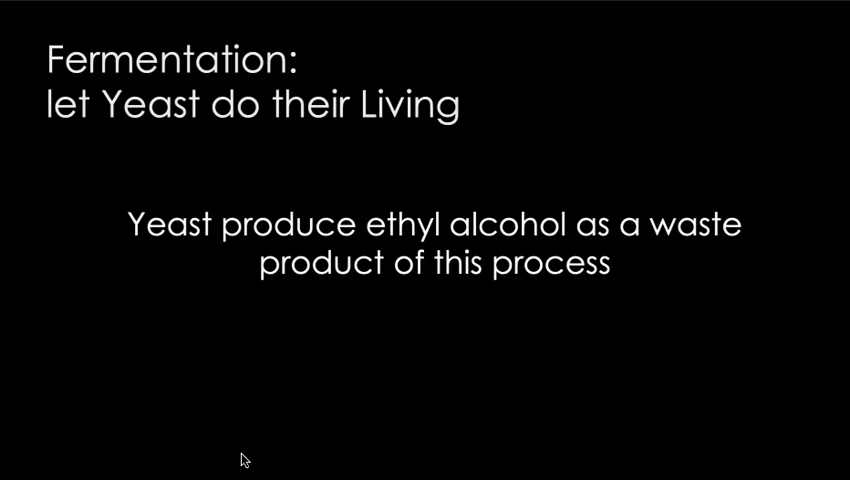 Fermentation:
let Yeast do their Living
Yeast produce ethyl alcohol as a waste
product of this process